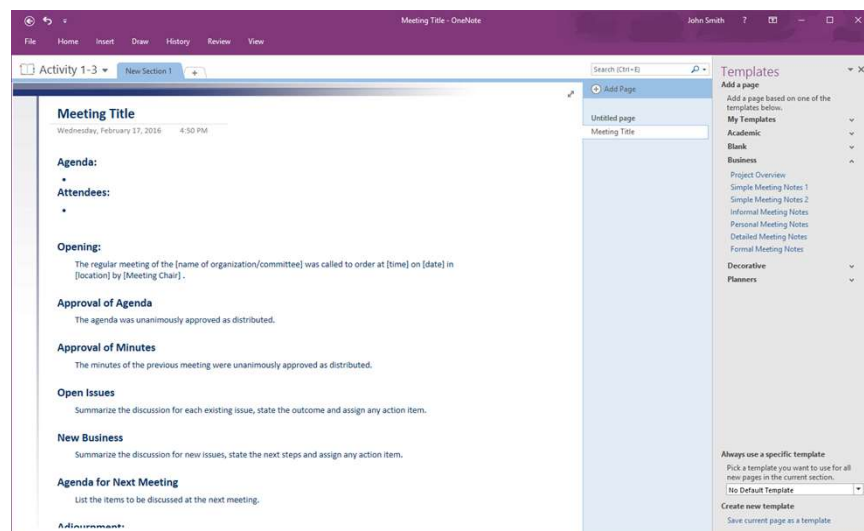 Meeting Title - OneNote
John Smith
?
File Home Insert Draw History Review View
Activity 1-3
New Section 1
+
Search (Ctrl+E)
Add Page
Untitled page
Meeting Title
Meeting Title
Wednesday, February 17, 2016 4:50 PM
Agenda:
•
Attendees:
•
Opening:
The regular meeting of the [name of organization/committee] was called to order at [time] on [date] in
[location] by [Meeting Chair] .
Approval of Agenda
The agenda was unanimously approved as distributed.
Approval of Minutes
The minutes of the previous meeting were unanimously approved as distributed.
Open Issues
Summarize the discussion for each existing issue, state the outcome and assign any action item.
New Business
Summarize the discussion for new issues, state the next steps and assign any action item.
Agenda for Next Meeting
List the items to be discussed at the next meeting.
Adjournment:
Templates
Add a page
Add a page based on one of the
templates below.
My Templates
Academic
Blank
Business
Project Overview
Simple Meeting Notes 1
Simple Meeting Notes 2
Informal Meeting Notes
Personal Meeting Notes
Detailed Meeting Notes
Formal Meeting Notes
Decorative
Planners
Always use a specific template
Pick a template you want to use for all
new pages in the current section.
No Default Template
Create new template
Save current page as a template